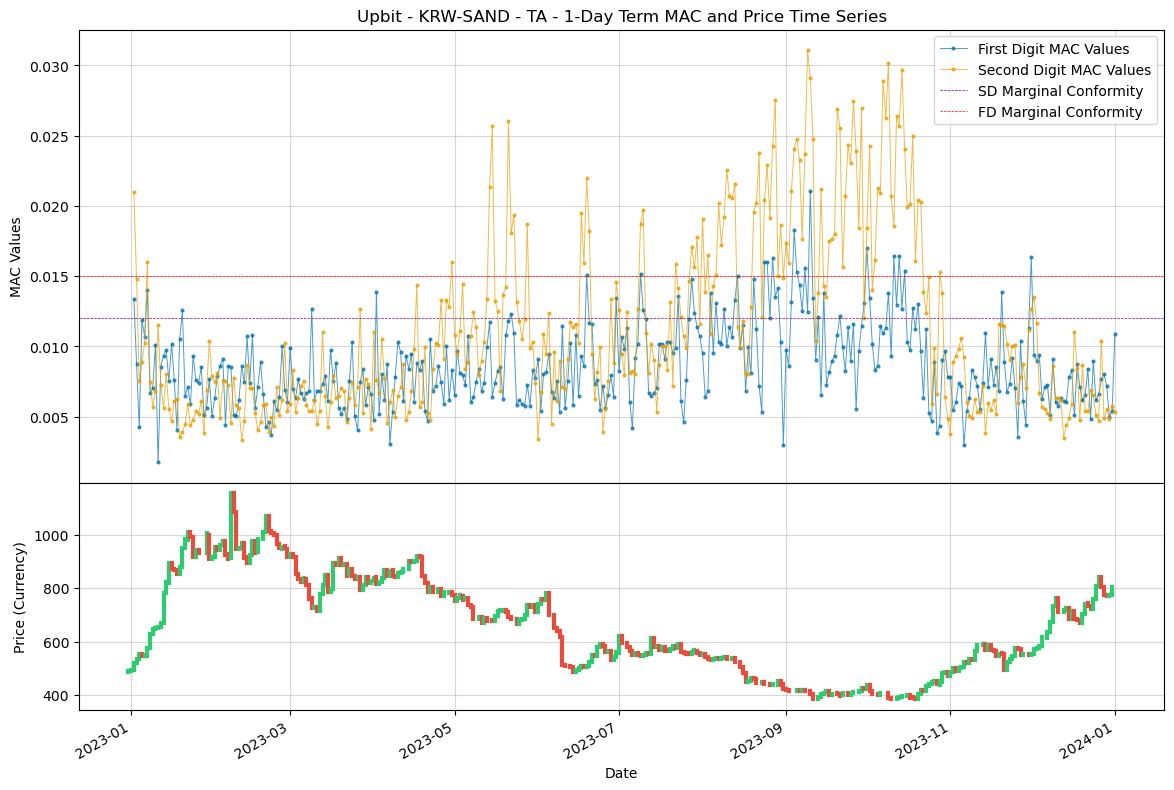 Upbit - KRW-SAND - TA - 1-Day Term MAC and Price Time Series
First Digit MAC Values
Second Digit MAC Values
SD Marginal Conformity
FD Marginal Conformity
MAC Values
0.030
0.025
0.020
0.015
0.010
0.005
Price (Currency)
1000
800
600
400
2023-01
2023-03
2023-05
2023-07
2023-09
2023-11
2024-01
Date